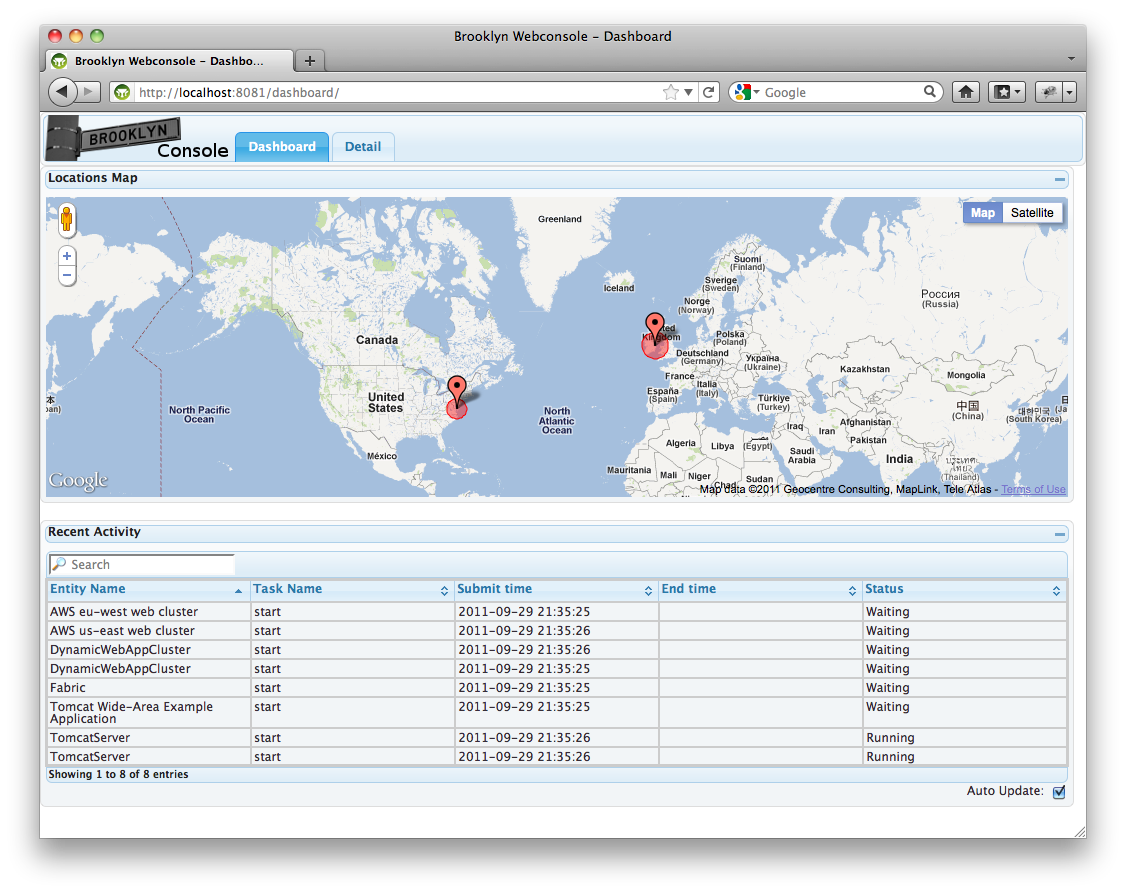 Brooklyn Webconsole – Dashboard
Brooklyn Webconsole – Dashbo...
http://localhost:8081/dashboard/
Google
BROOKLYN
Console
Dashboard
Detail
Locations Map
Map
Satellite
Greenland
Iceland
Suomi
(Finland)
Sverige
(Sweden)
Norge
(Norway)
Россия
(Russia)
Kingdom
Polska
(Poland)
Deutschland
(Germany)
Україна
(Ukraine)
Canada
France
Kazakhstan
Mongolia
España
(Spain)
Italia
(Italy)
Türkiye
(Turkey)
中国
(China)
대한민국
(South Korea)
United
States
North Pacific
Ocean
North
Atlantic
Ocean
Iraq
Iran
Afghanistan
Pakistan
Algeria
Libya
(Egypt)
Saudi
Arabia
India
México
Mauritania
Mali
Niger
Chad
Sudan
(Thailand)
Google
Map data ©2011 Geocentre Consulting, MapLink, Tele Atlas - Terms of Use
Recent Activity
Search
Entity Name Task Name Submit time End time Status
AWS eu-west web cluster start 2011-09-29 21:35:25 Waiting
AWS us-east web cluster start 2011-09-29 21:35:26 Waiting
DynamicWebAppCluster start 2011-09-29 21:35:26 Waiting
DynamicWebAppCluster start 2011-09-29 21:35:25 Waiting
Fabric start 2011-09-29 21:35:25 Waiting
Tomcat Wide-Area Example start 2011-09-29 21:35:25 Waiting
Application
TomcatServer start 2011-09-29 21:35:26 Running
TomcatServer start 2011-09-29 21:35:26 Running
Showing 1 to 8 of 8 entries
Auto Update: